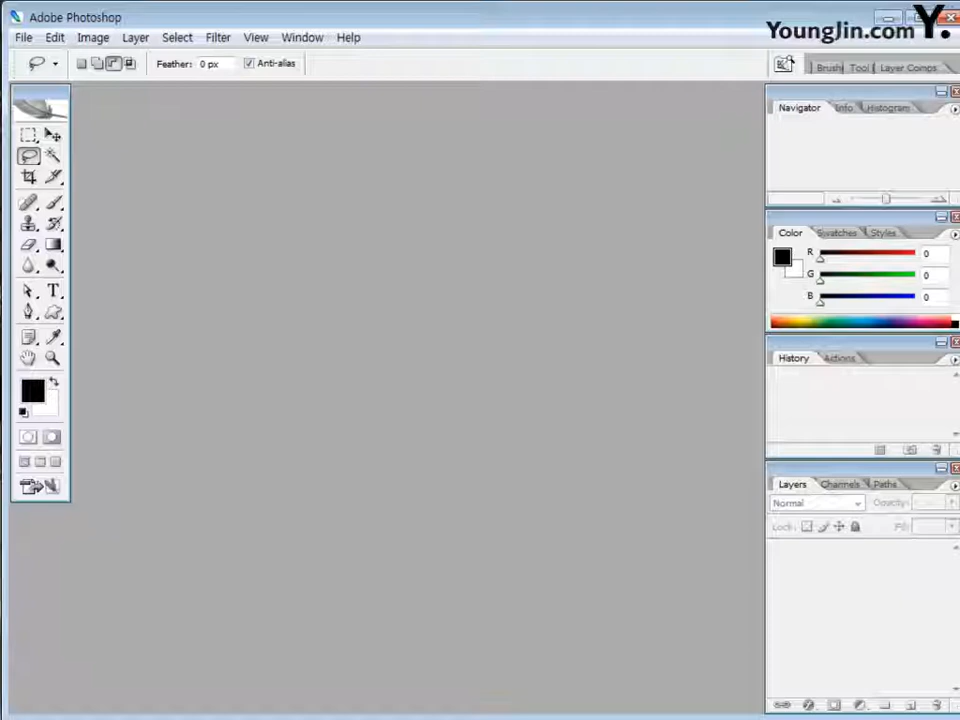 Adobe Photoshop
YoungJin.com Y.
File Edit Image Layer Select Filter View Window Help
Feather: 0 px Anti-alias
Brush Tool Layer Comps
Navigator Info Histogram
Color Swatches Styles
R 0
G 0
B 0
History Actions
T
Layers Channels Paths
Normal Opacity:
Lock: Fill: